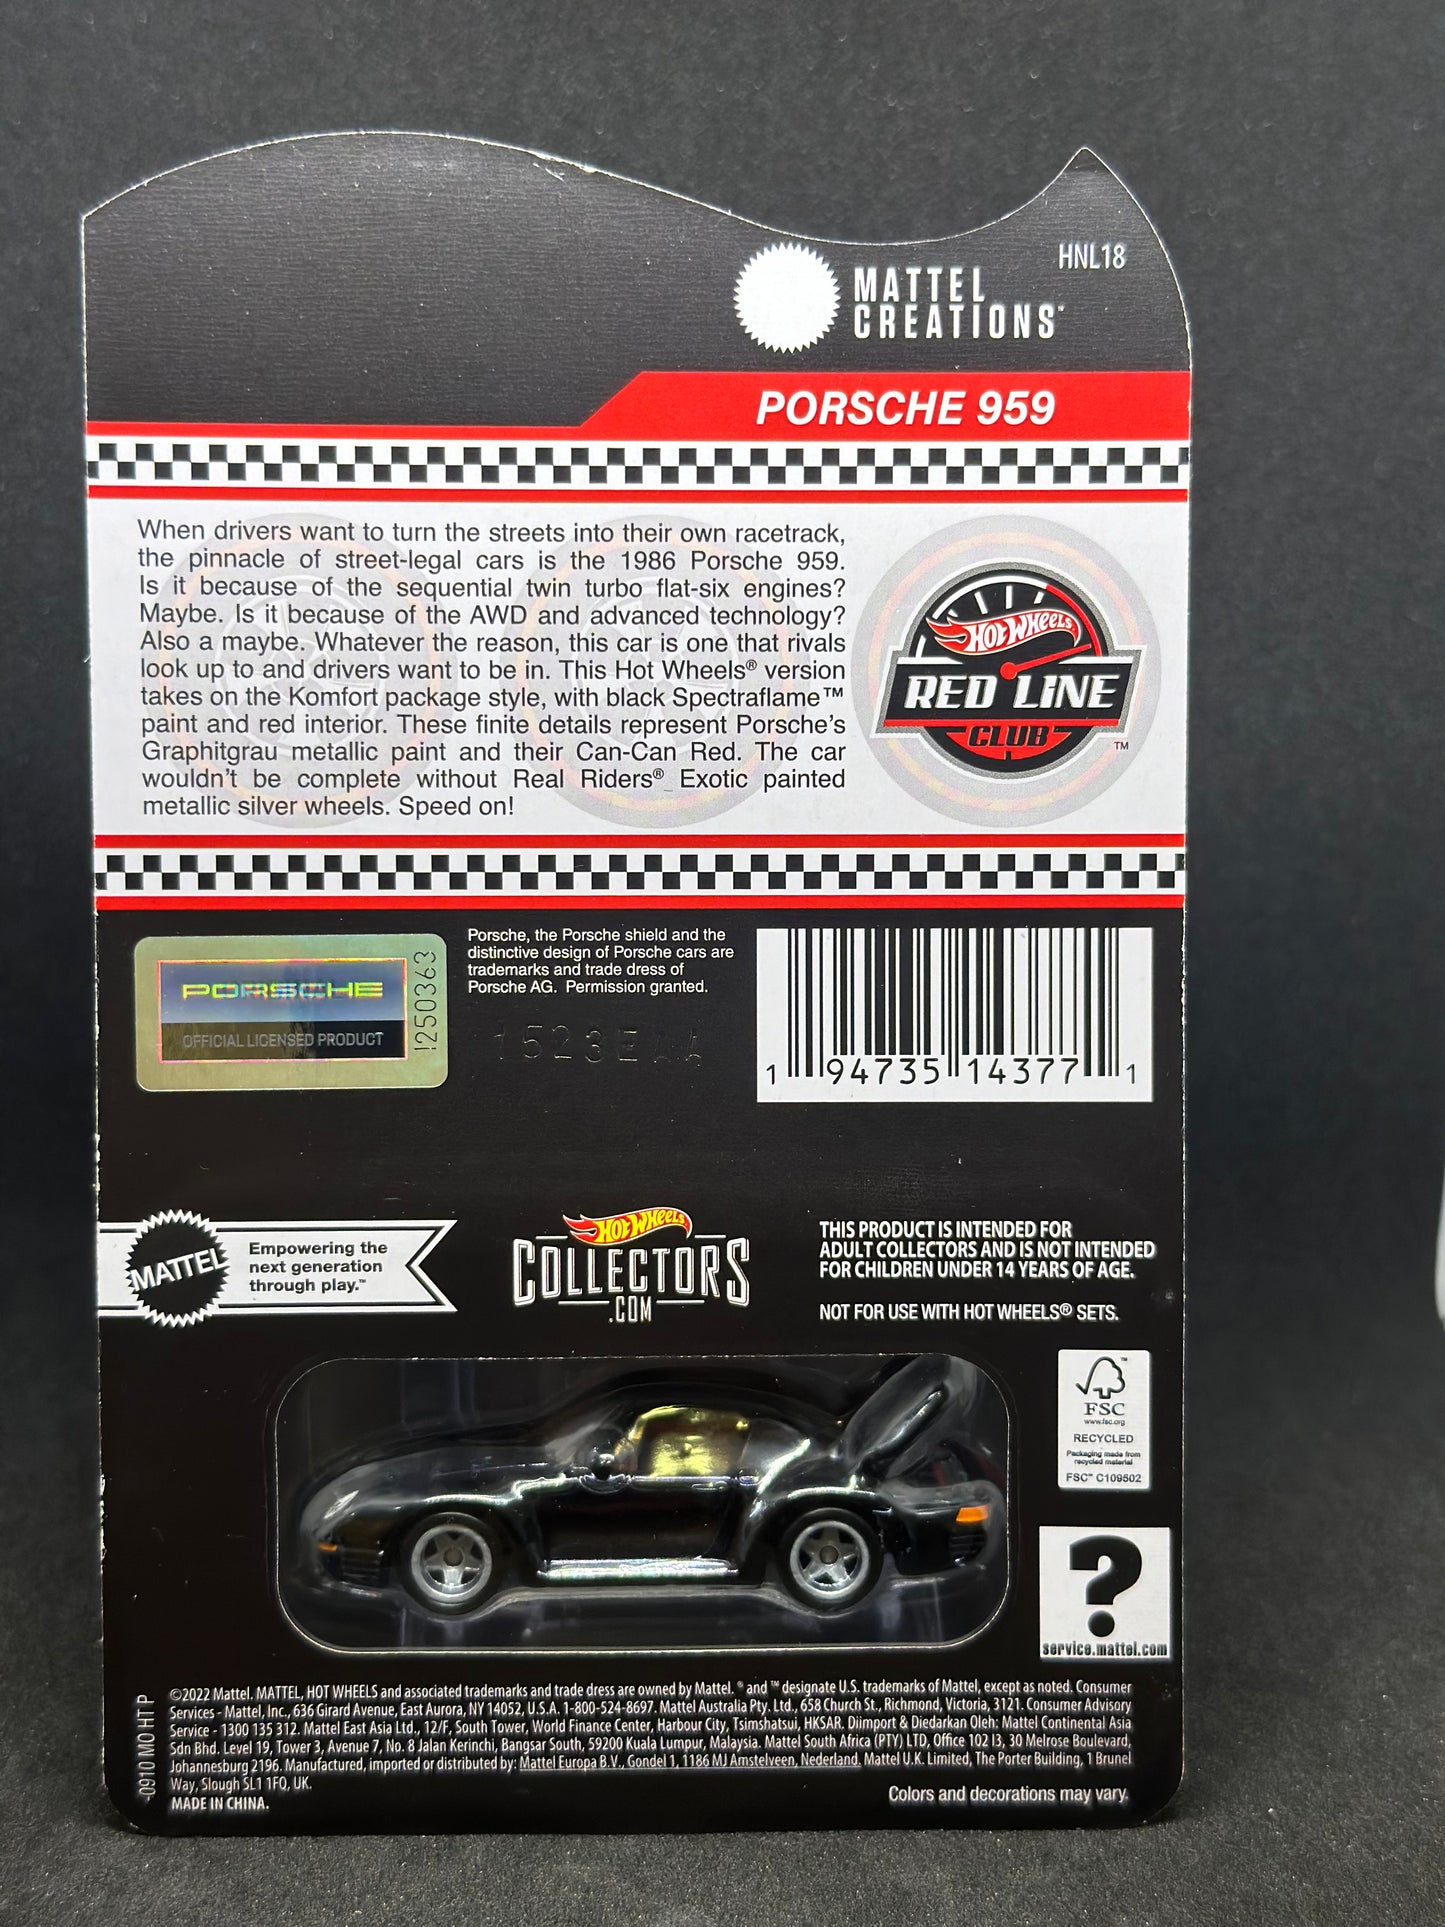 HNL18
MATTEL
CREATIONS™
PORSCHE 959
When drivers want to turn the streets into their own racetrack,
the pinnacle of street-legal cars is the 1986 Porsche 959.
Is it because of the sequential twin turbo flat-six engines?
Maybe. Is it because of the AWD and advanced technology?
Also a maybe. Whatever the reason, this car is one that rivals
look up to and drivers want to be in. This Hot Wheels® version
takes on the Komfort package style, with black Spectraflame™
paint and red interior. These finite details represent Porsche's
Graphitgrau metallic paint and their Can-Can Red. The car
wouldn't be complete without Real Riders® Exotic painted
metallic silver wheels. Speed on!
HOT WHEELS
RED LINE
CLUB
™
PORSCHE
OFFICIAL LICENSED PRODUCT
!250363
Porsche, the Porsche shield and the
distinctive design of Porsche cars are
trademarks and trade dress of
Porsche AG. Permission granted.
1523EAA
1 94735 14377 1
MATTEL
Empowering the
next generation
through play.™
HOT WHEELS
COLLECTORS
.COM
THIS PRODUCT IS INTENDED FOR
ADULT COLLECTORS AND IS NOT INTENDED
FOR CHILDREN UNDER 14 YEARS OF AGE.
NOT FOR USE WITH HOT WHEELS® SETS.
FSC
www.fsc.org
RECYCLED
Packaging made from
recycled material
FSC™ C109502
?
service.mattel.com
-0910 MO HT P
©2022 Mattel. MATTEL, HOT WHEELS and associated trademarks and trade dress are owned by Mattel. ® and ™ designate U.S. trademarks of Mattel, except as noted. Consumer
Services - Mattel, Inc., 636 Girard Avenue, East Aurora, NY 14052, U.S.A. 1-800-524-8697. Mattel Australia Pty. Ltd., 658 Church St., Richmond, Victoria, 3121. Consumer Advisory
Service - 1300 135 312. Mattel East Asia Ltd., 12/F, South Tower, World Finance Center, Harbour City, Tsimshatsui, HKSAR. Diimport & Diedarkan Oleh: Mattel Continental Asia
Sdn Bhd. Level 19, Tower 3, Avenue 7, No. 8 Jalan Kerinchi, Bangsar South, 59200 Kuala Lumpur, Malaysia. Mattel South Africa (PTY) LTD, Office 102 I3, 30 Melrose Boulevard,
Johannesburg 2196. Manufactured, imported or distributed by: Mattel Europa B.V., Gondel 1, 1186 MJ Amstelveen, Nederland. Mattel U.K. Limited, The Porter Building, 1 Brunel
Way, Slough SL1 1FQ, UK.
MADE IN CHINA.
Colors and decorations may vary.